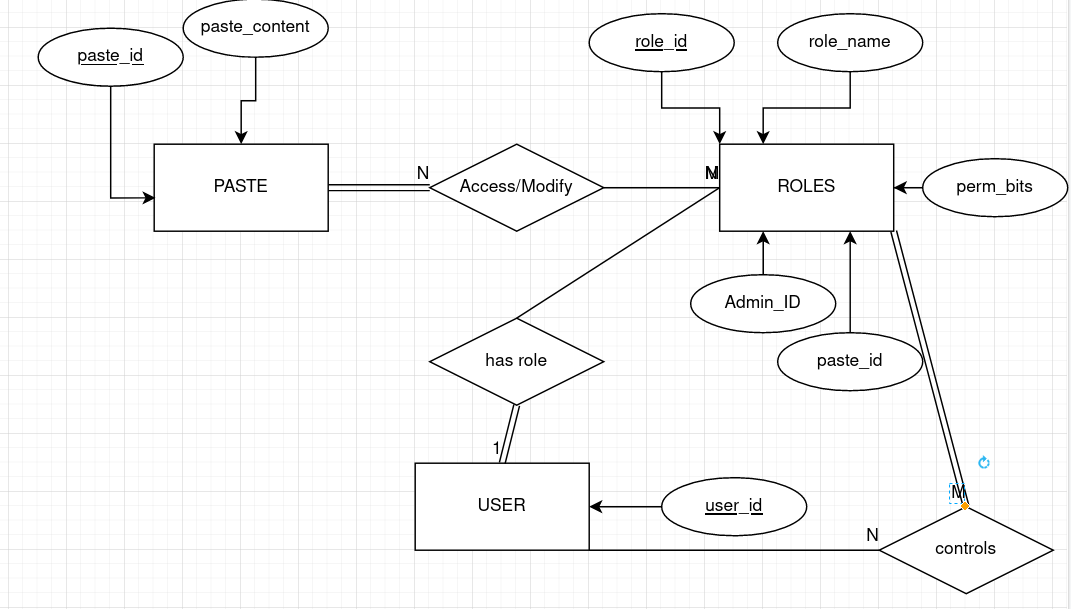 paste_content
paste_id
role_id
role_name
PASTE
N
Access/Modify
M
ROLES
perm_bits
Admin_ID
paste_id
has role
1
USER
user_id
M
N
controls